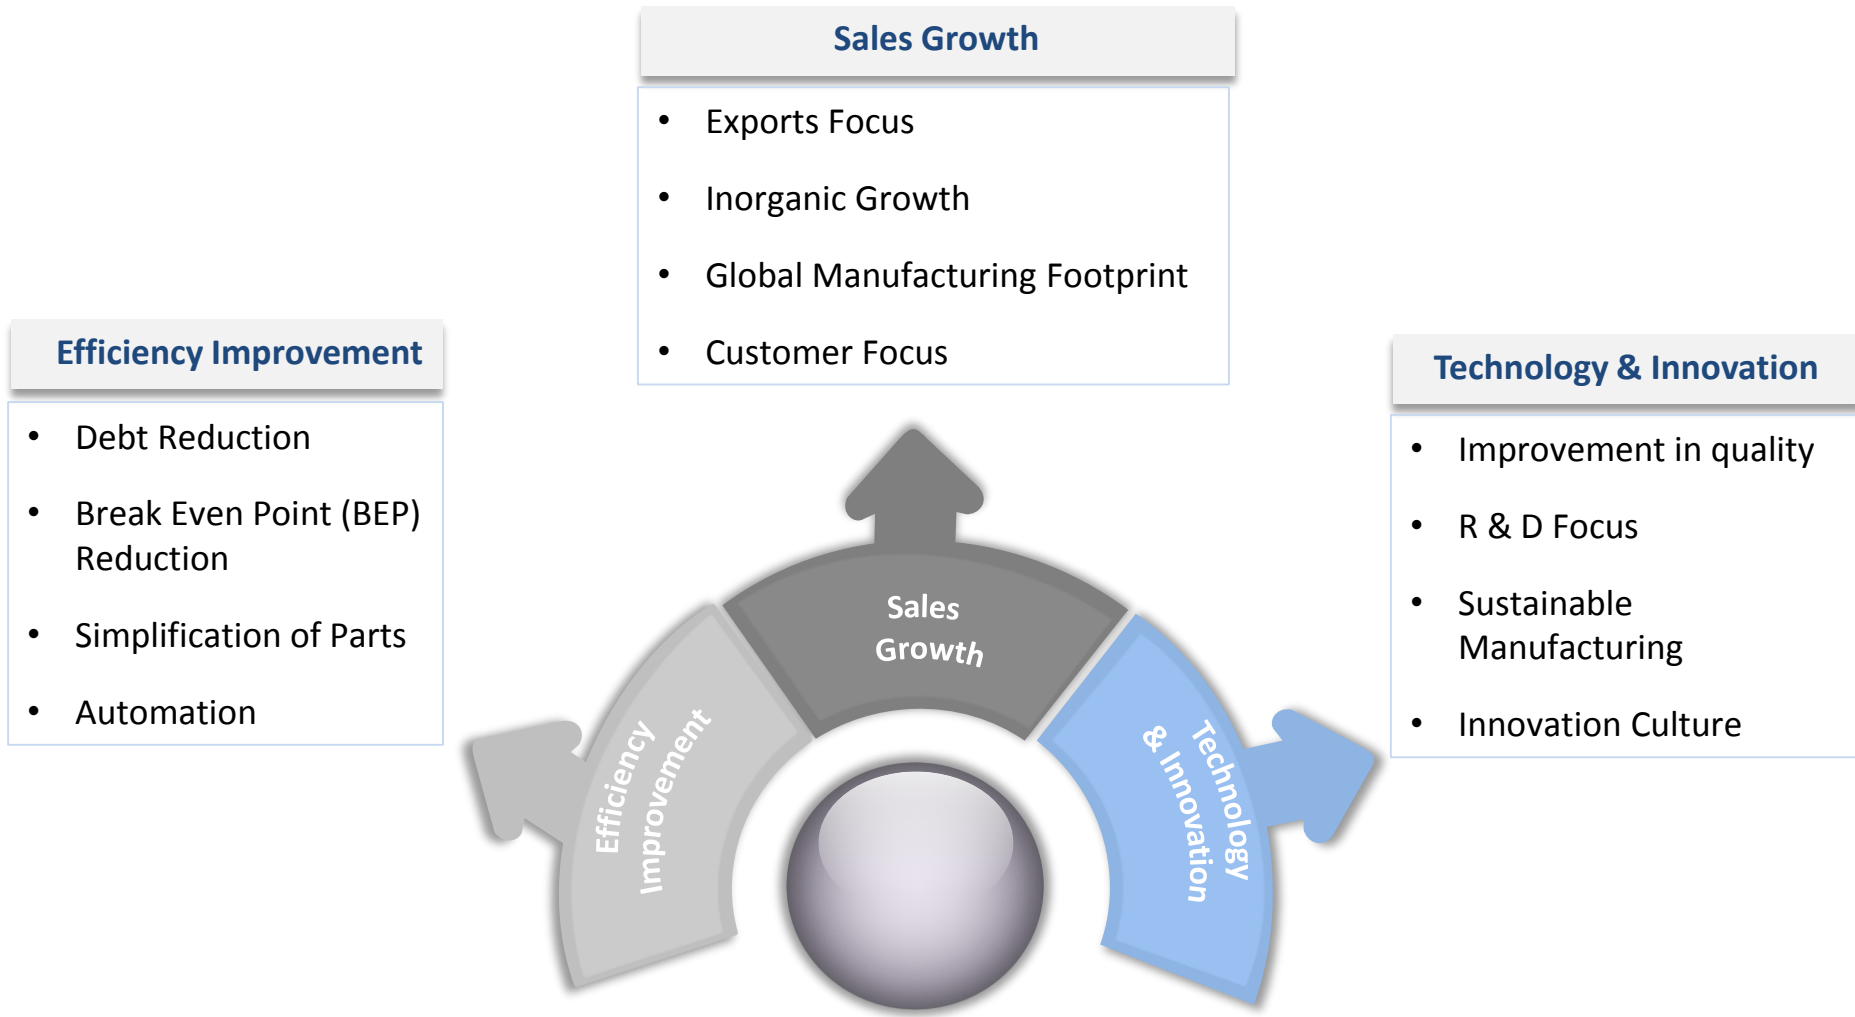 Sales Growth
• Exports Focus
• Inorganic Growth
• Global Manufacturing Footprint
• Customer Focus
Efficiency Improvement
• Debt Reduction
• Break Even Point (BEP)
Reduction
• Simplification of Parts
• Automation
Technology & Innovation
• Improvement in quality
• R & D Focus
• Sustainable
Manufacturing
• Innovation Culture
Efficiency
Improvement
Sales
Growth
Technology
& Innovation